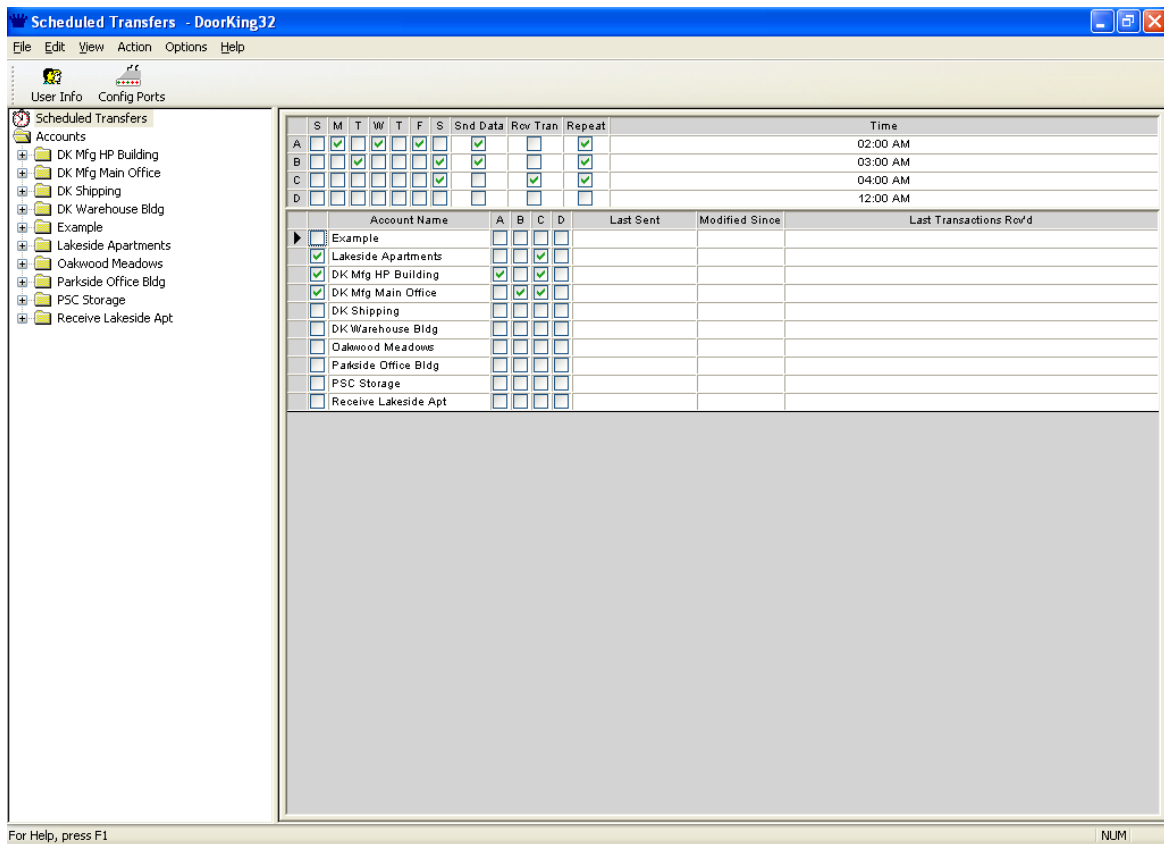 Scheduled Transfers - DoorKing32
File Edit View Action Options Help
User Info Config Ports
Scheduled Transfers
Accounts
DK Mfg HP Building
DK Mfg Main Office
DK Shipping
DK Warehouse Bldg
Example
Lakeside Apartments
Oakwood Meadows
Parkside Office Bldg
PSC Storage
Receive Lakeside Apt
S M T W T F S Snd Data Rcv Tran Repeat Time
A 02:00 AM
B 03:00 AM
C 04:00 AM
D 12:00 AM
Account Name A B C D Last Sent Modified Since Last Transactions Rcv'd
Example
Lakeside Apartments
DK Mfg HP Building
DK Mfg Main Office
DK Shipping
DK Warehouse Bldg
Oakwood Meadows
Parkside Office Bldg
PSC Storage
Receive Lakeside Apt
For Help, press F1 NUM